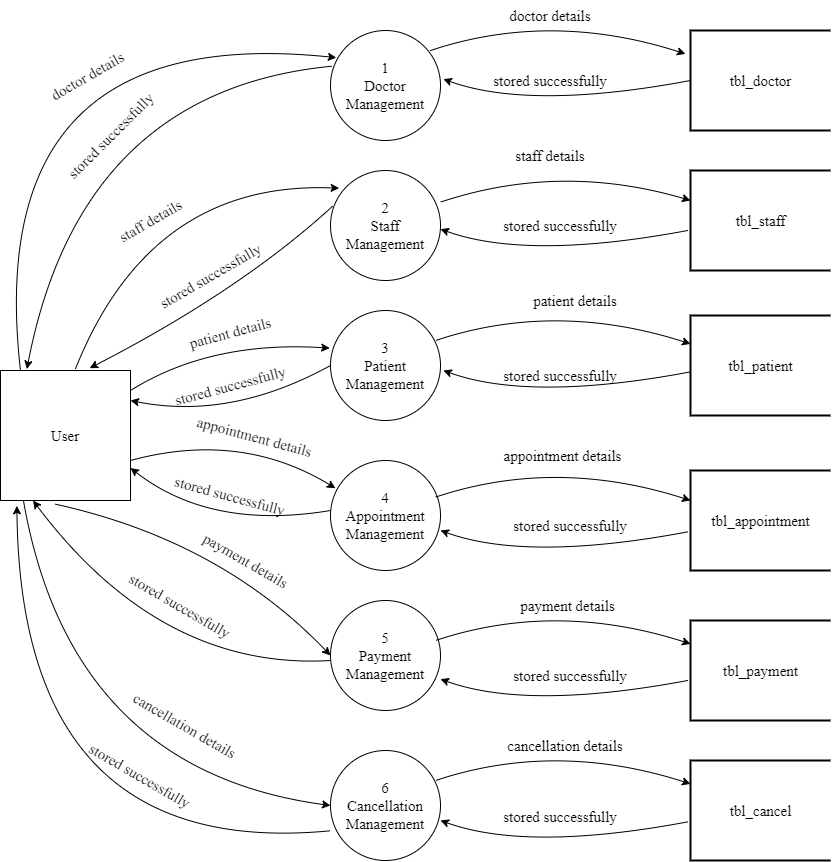 doctor details
doctor details
1
Doctor
Management
stored successfully
tbl_doctor
stored successfully
staff details
staff details
2
Staff
Management
stored successfully
tbl_staff
stored successfully
patient details
patient details
3
Patient
Management
stored successfully
tbl_patient
stored successfully
User
appointment details
appointment details
4
Appointment
Management
stored successfully
tbl_appointment
stored successfully
payment details
payment details
5
Payment
Management
stored successfully
tbl_payment
stored successfully
cancellation details
cancellation details
6
Cancellation
Management
stored successfully
tbl_cancel
stored successfully